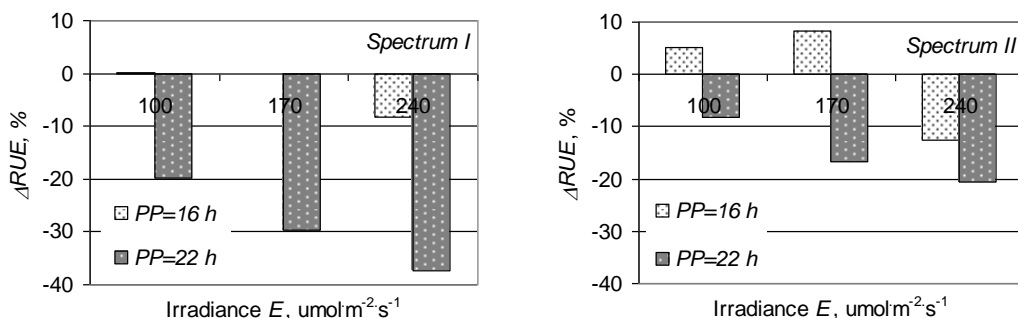 10
0
-10
-20
-30
-40
ΔRUE, %
Spectrum I
100
170
240
PP=16 h
PP=22 h
Irradiance E, umol·m⁻²·s⁻¹
10
0
-10
-20
-30
-40
ΔRUE, %
Spectrum II
100
170
240
PP=16 h
PP=22 h
Irradiance E, umol·m⁻²·s⁻¹